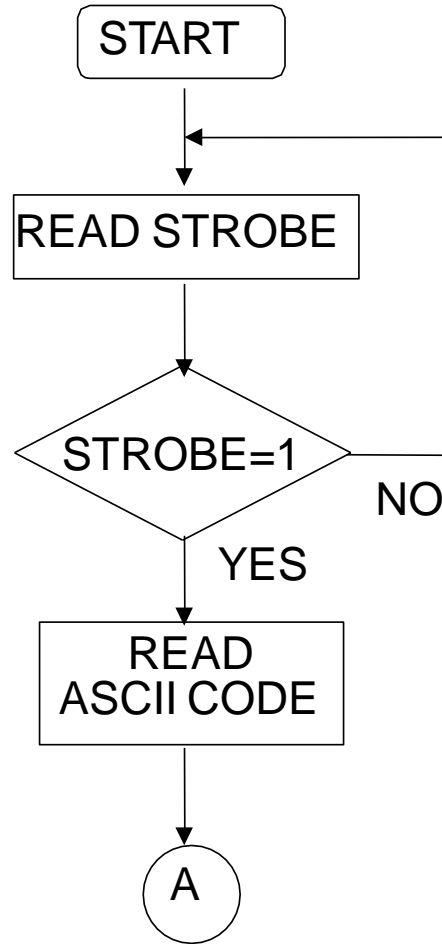 START
READ STROBE
STROBE=1
NO
YES
READ
ASCII CODE
A